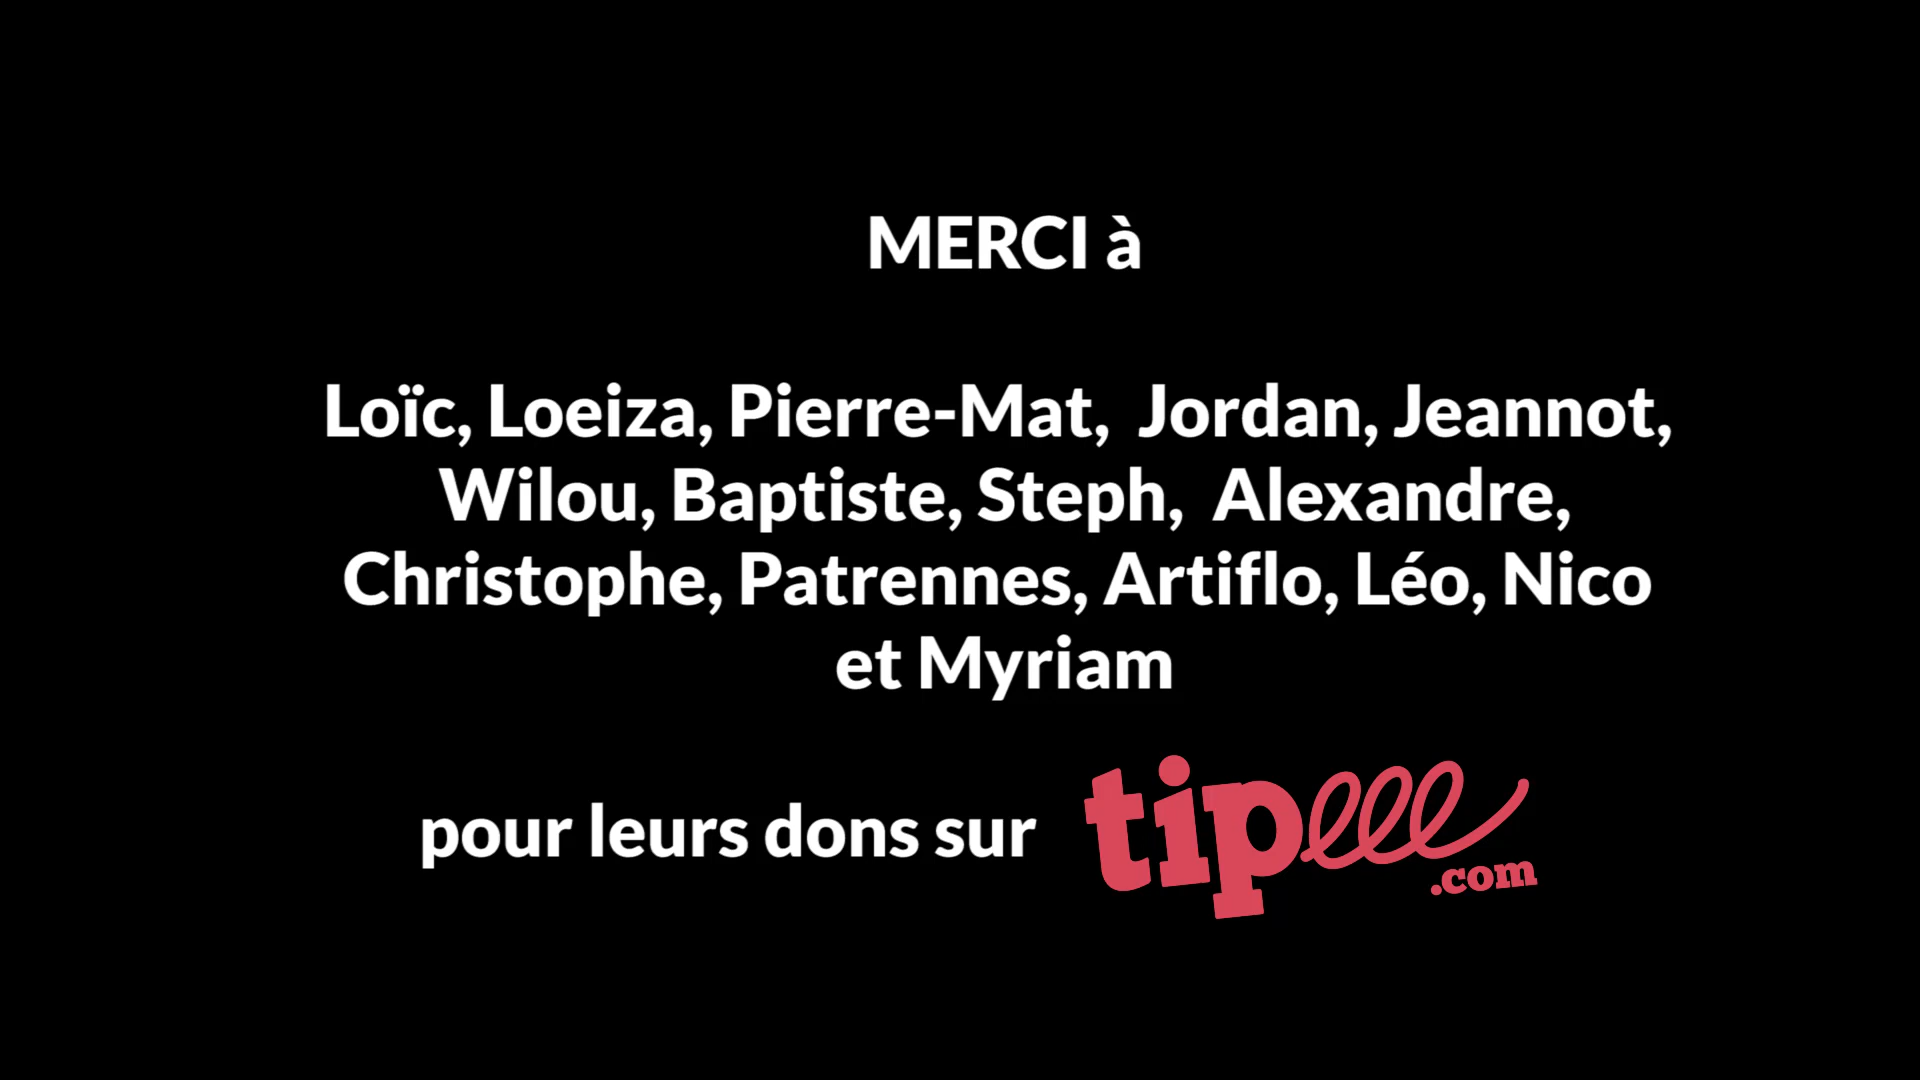 MERCI à
Loïc, Loeiza, Pierre-Mat, Jordan, Jeannot,
Wilou, Baptiste, Steph, Alexandre,
Christophe, Patrennes, Artiflo, Léo, Nico
et Myriam
pour leurs dons sur tipeee
.com